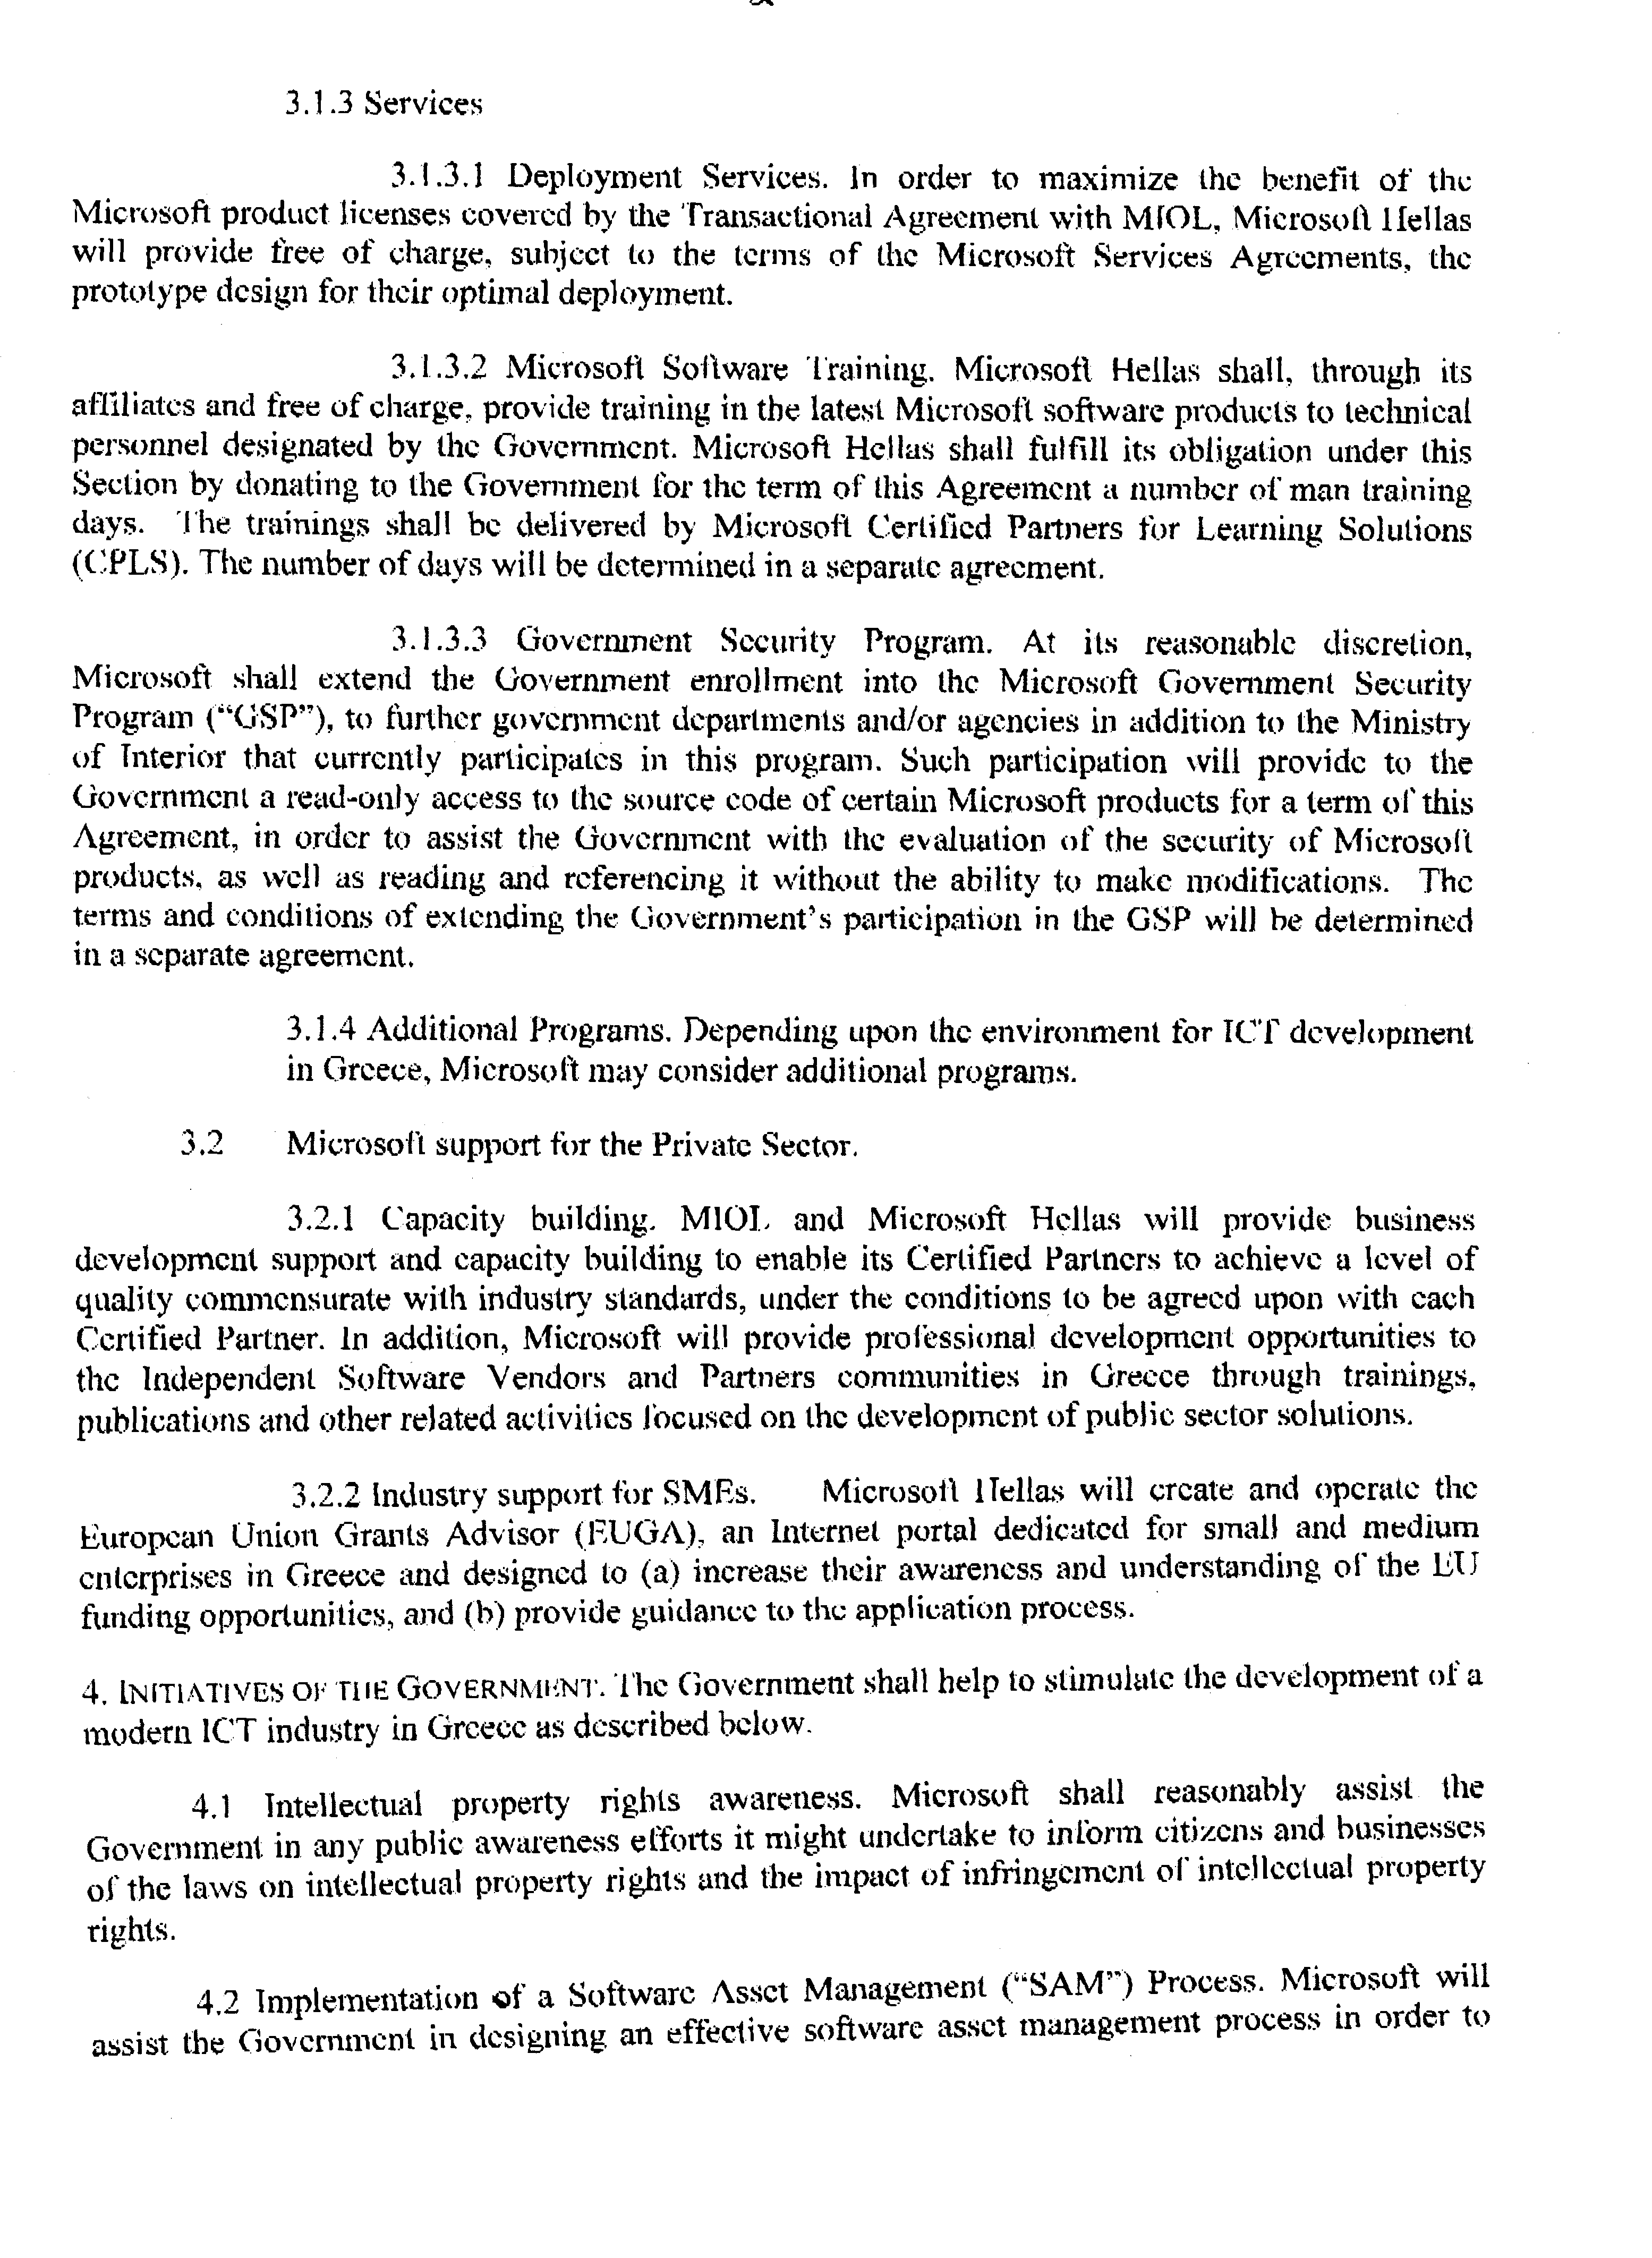 3.1.3 Services
3.1.3.1 Deployment Services. In order to maximize the benefit of the
Microsoft product licenses covered by the Transactional Agreement with MIOL, Microsoft Hellas
will provide free of charge, subject to the terms of the Microsoft Services Agreements, the
prototype design for their optimal deployment.
3.1.3.2 Microsoft Software Training. Microsoft Hellas shall, through its
affiliates and free of charge, provide training in the latest Microsoft software products to technical
personnel designated by the Government. Microsoft Hellas shall fulfill its obligation under this
Section by donating to the Government for the term of this Agreement a number of man training
days. The trainings shall be delivered by Microsoft Certified Partners for Learning Solutions
(CPLS). The number of days will be determined in a separate agreement.
3.1.3.3 Government Security Program. At its reasonable discretion,
Microsoft shall extend the Government enrollment into the Microsoft Government Security
Program (“GSP”), to further government departments and/or agencies in addition to the Ministry
of Interior that currently participates in this program. Such participation will provide to the
Government a read-only access to the source code of certain Microsoft products for a term of this
Agreement, in order to assist the Government with the evaluation of the security of Microsoft
products, as well as reading and referencing it without the ability to make modifications. The
terms and conditions of extending the Government’s participation in the GSP will be determined
in a separate agreement.
3.1.4 Additional Programs. Depending upon the environment for ICT development
in Greece, Microsoft may consider additional programs.
3.2 Microsoft support for the Private Sector.
3.2.1 Capacity building. MIOL and Microsoft Hellas will provide business
development support and capacity building to enable its Certified Partners to achieve a level of
quality commensurate with industry standards, under the conditions to be agreed upon with each
Certified Partner. In addition, Microsoft will provide professional development opportunities to
the Independent Software Vendors and Partners communities in Greece through trainings,
publications and other related activities focused on the development of public sector solutions.
3.2.2 Industry support for SMEs. Microsoft Hellas will create and operate the
European Union Grants Advisor (EUGA), an Internet portal dedicated for small and medium
enterprises in Greece and designed to (a) increase their awareness and understanding of the EU
funding opportunities, and (b) provide guidance to the application process.
4. INITIATIVES OF THE GOVERNMENT. The Government shall help to stimulate the development of a
modern ICT industry in Greece as described below.
4.1 Intellectual property rights awareness. Microsoft shall reasonably assist the
Government in any public awareness efforts it might undertake to inform citizens and businesses
of the laws on intellectual property rights and the impact of infringement of intellectual property
rights.
4.2 Implementation of a Software Asset Management (“SAM”) Process. Microsoft will
assist the Government in designing an effective software asset management process in order to